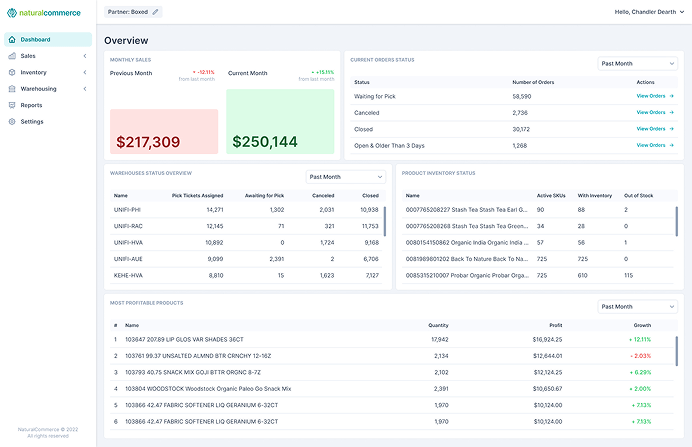 naturalcommerce
Partner: Boxed
Hello, Chandler Dearth
Dashboard
Sales
Inventory
Warehousing
Reports
Settings
NaturalCommerce © 2022
All rights reserved
Overview
MONTHLY SALES
Previous Month -12.11%
from last month
$217,309
Current Month +15.11%
from last month
$250,144
CURRENT ORDERS STATUS Past Month
Status Number of Orders Actions
Waiting for Pick 58,590 View Orders
Canceled 2,736 View Orders
Closed 30,172 View Orders
Open & Older Than 3 Days 1,268 View Orders
WAREHOUSES STATUS OVERVIEW Past Month
Name Pick Tickets Assigned Awaiting for Pick Canceled Closed
UNIFI-PHI 14,271 1,302 2,031 10,938
UNIFI-RAC 12,145 71 321 11,753
UNIFI-HVA 10,892 0 1,724 9,168
UNIFI-AUE 9,099 2,391 2 6,706
KEHE-HVA 8,810 15 1,623 7,127
PRODUCT INVENTORY STATUS
Name Active SKUs With Inventory Out of Stock
0007765208227 Stash Tea Stash Tea Earl G... 90 88 2
0007765208268 Stash Tea Stash Tea Green... 34 28 0
0080154150862 Organic India Organic India ... 57 56 1
0081989801202 Back To Nature Back To Na... 725 725 0
0085315210007 Probar Organic Probar Orga... 725 610 115
MOST PROFITABLE PRODUCTS Past Month
# Name Quantity Profit Growth
1 103647 207.89 LIP GLOS VAR SHADES 36CT 17,942 $16,924.25 + 12.11%
2 103761 99.37 UNSALTED ALMND BTR CRNCHY 12-16Z 2,134 $12,644.01 - 2.03%
3 103793 40.75 SNACK MIX GOJI BTTR ORGNC 8-7Z 2,102 $12,124.25 + 6.29%
4 103804 WOODSTOCK Woodstock Organic Paleo Go Snack Mix 2,391 $10,650.67 + 2.00%
5 103866 42.47 FABRIC SOFTENER LIQ GERANIUM 6-32CT 1,970 $10,124.00 + 7.13%
6 103866 42.47 FABRIC SOFTENER LIQ GERANIUM 6-32CT 1,970 $10,124.00 + 7.13%